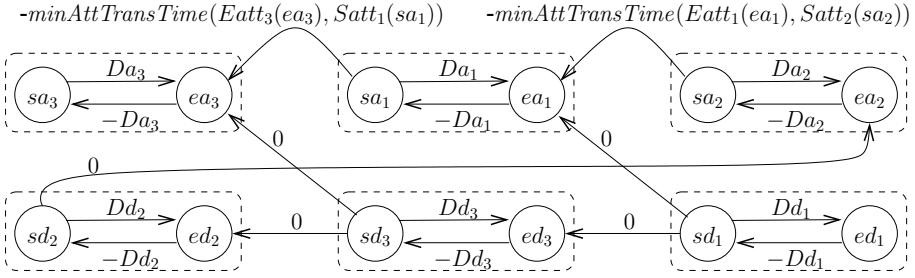 -minAttTransTime(Eatt₃(ea₃), Satt₁(sa₁)) -minAttTransTime(Eatt₁(ea₁), Satt₂(sa₂))
Da₃ Da₁ Da₂
sa₃ ea₃ sa₁ ea₁ sa₂ ea₂
−Da₃ −Da₁ −Da₂
0 0
0
Dd₂ Dd₃ Dd₁
0 0
sd₂ ed₂ sd₃ ed₃ sd₁ ed₁
−Dd₂ −Dd₃ −Dd₁